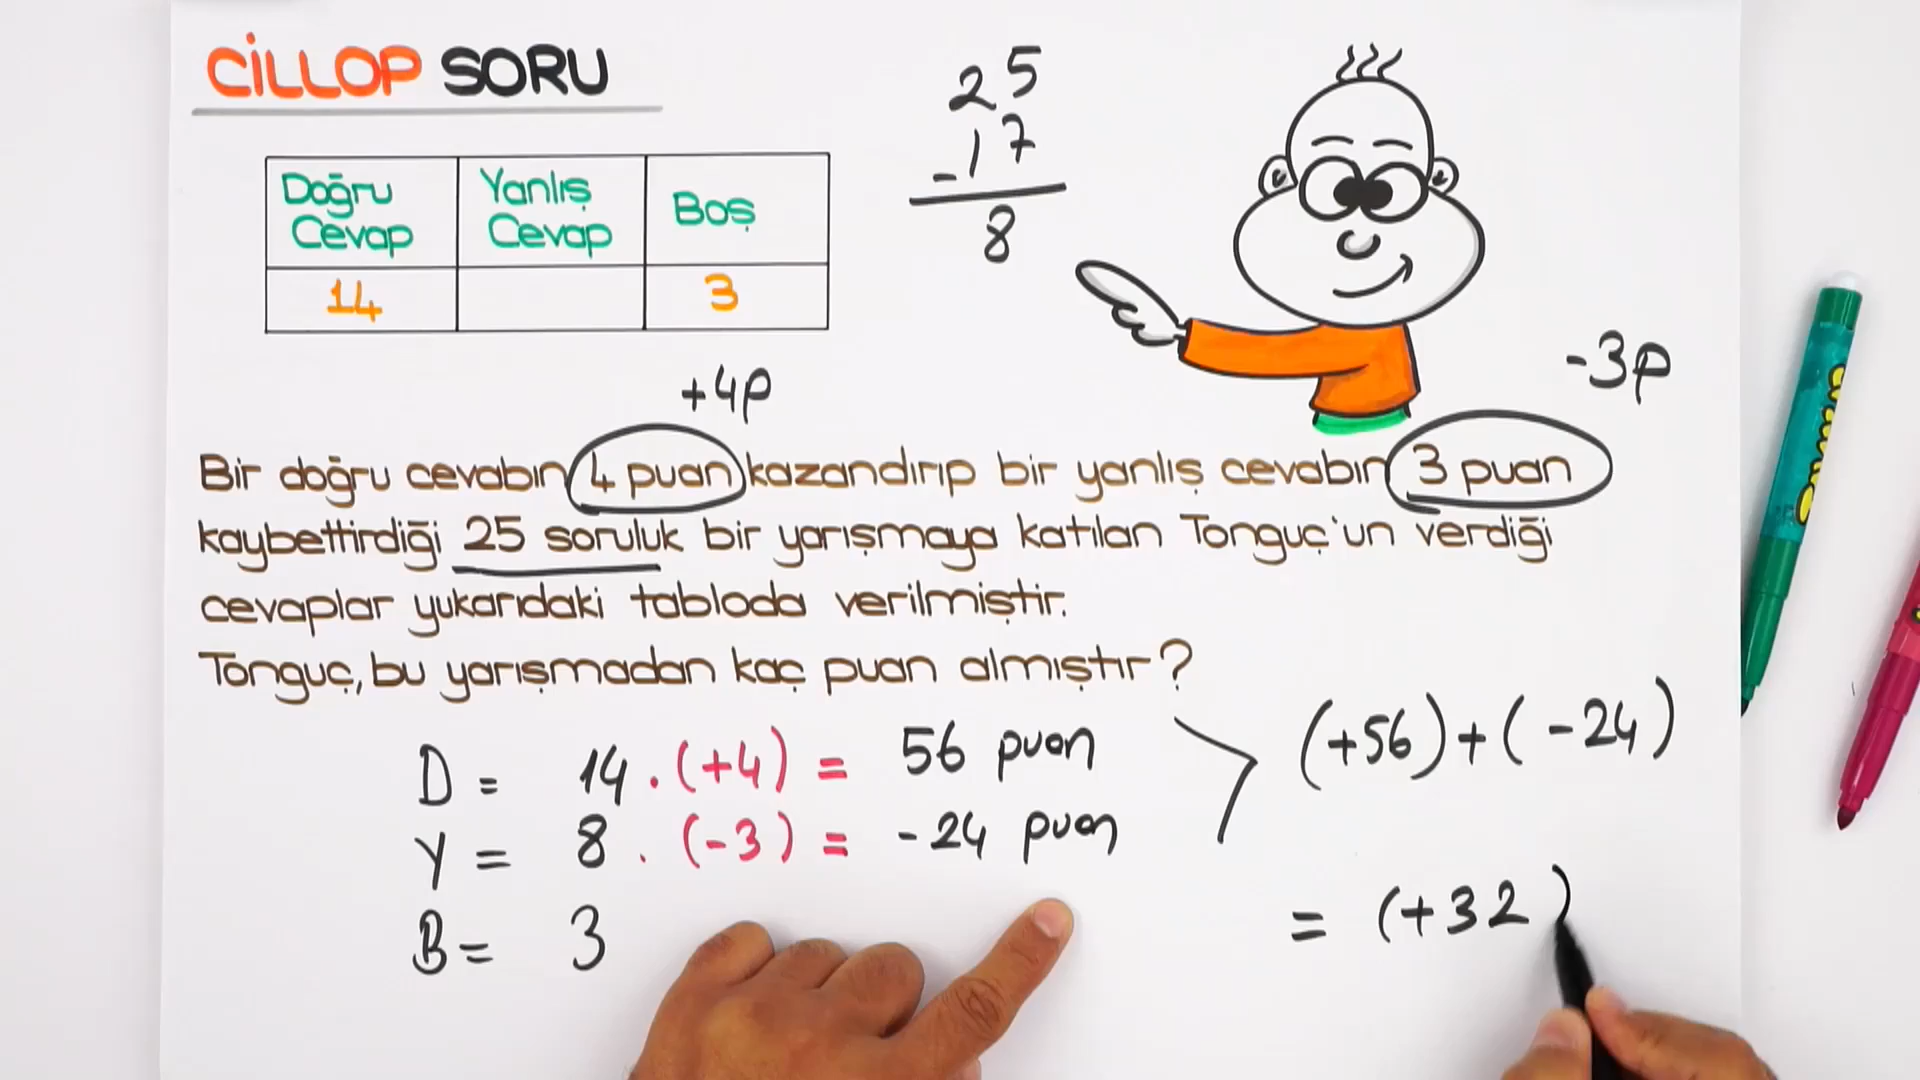 CİLLOP SORU
Doğru Cevap Yanlış Cevap Boş
14 3
25
-17
8
+4p
-3p
Bir doğru cevabın 4 puan kazandırıp bir yanlış cevabın 3 puan
kaybettirdiği 25 soruluk bir yarışmaya katılan Tonguç'un verdiği
cevaplar yukarıdaki tabloda verilmiştir.
Tonguç, bu yarışmadan kaç puan almıştır?
D = 14 . (+4) = 56 puan
Y = 8 . (-3) = -24 puan
B = 3
(+56)+(-24)
= (+32)